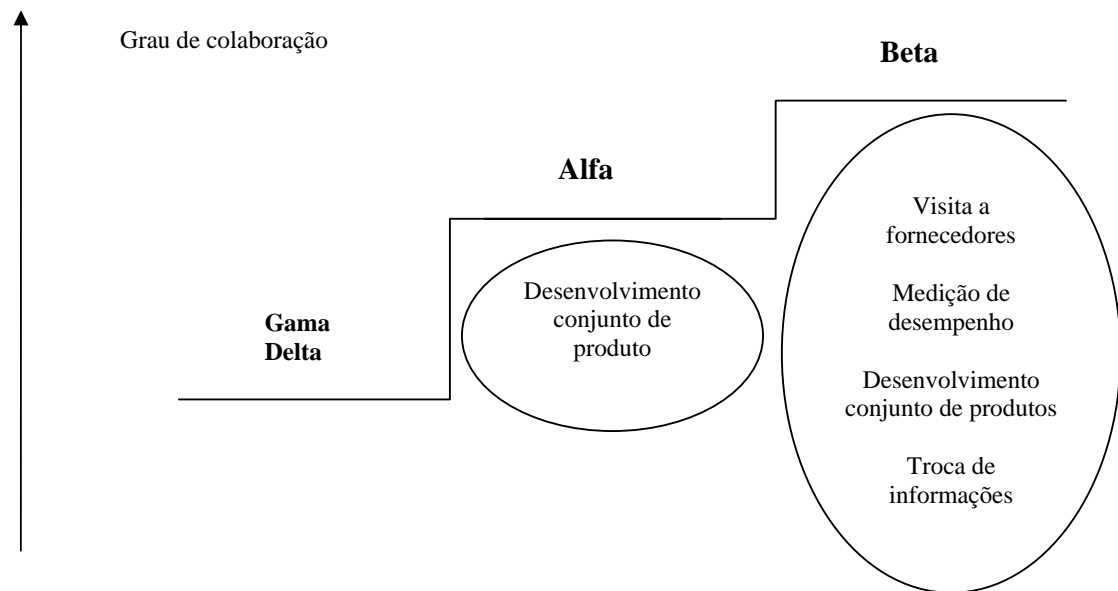 Grau de colaboração
Beta
Alfa
Gama
Delta
Desenvolvimento
conjunto de
produto
Visita a
fornecedores
Medição de
desempenho
Desenvolvimento
conjunto de produtos
Troca de
informações